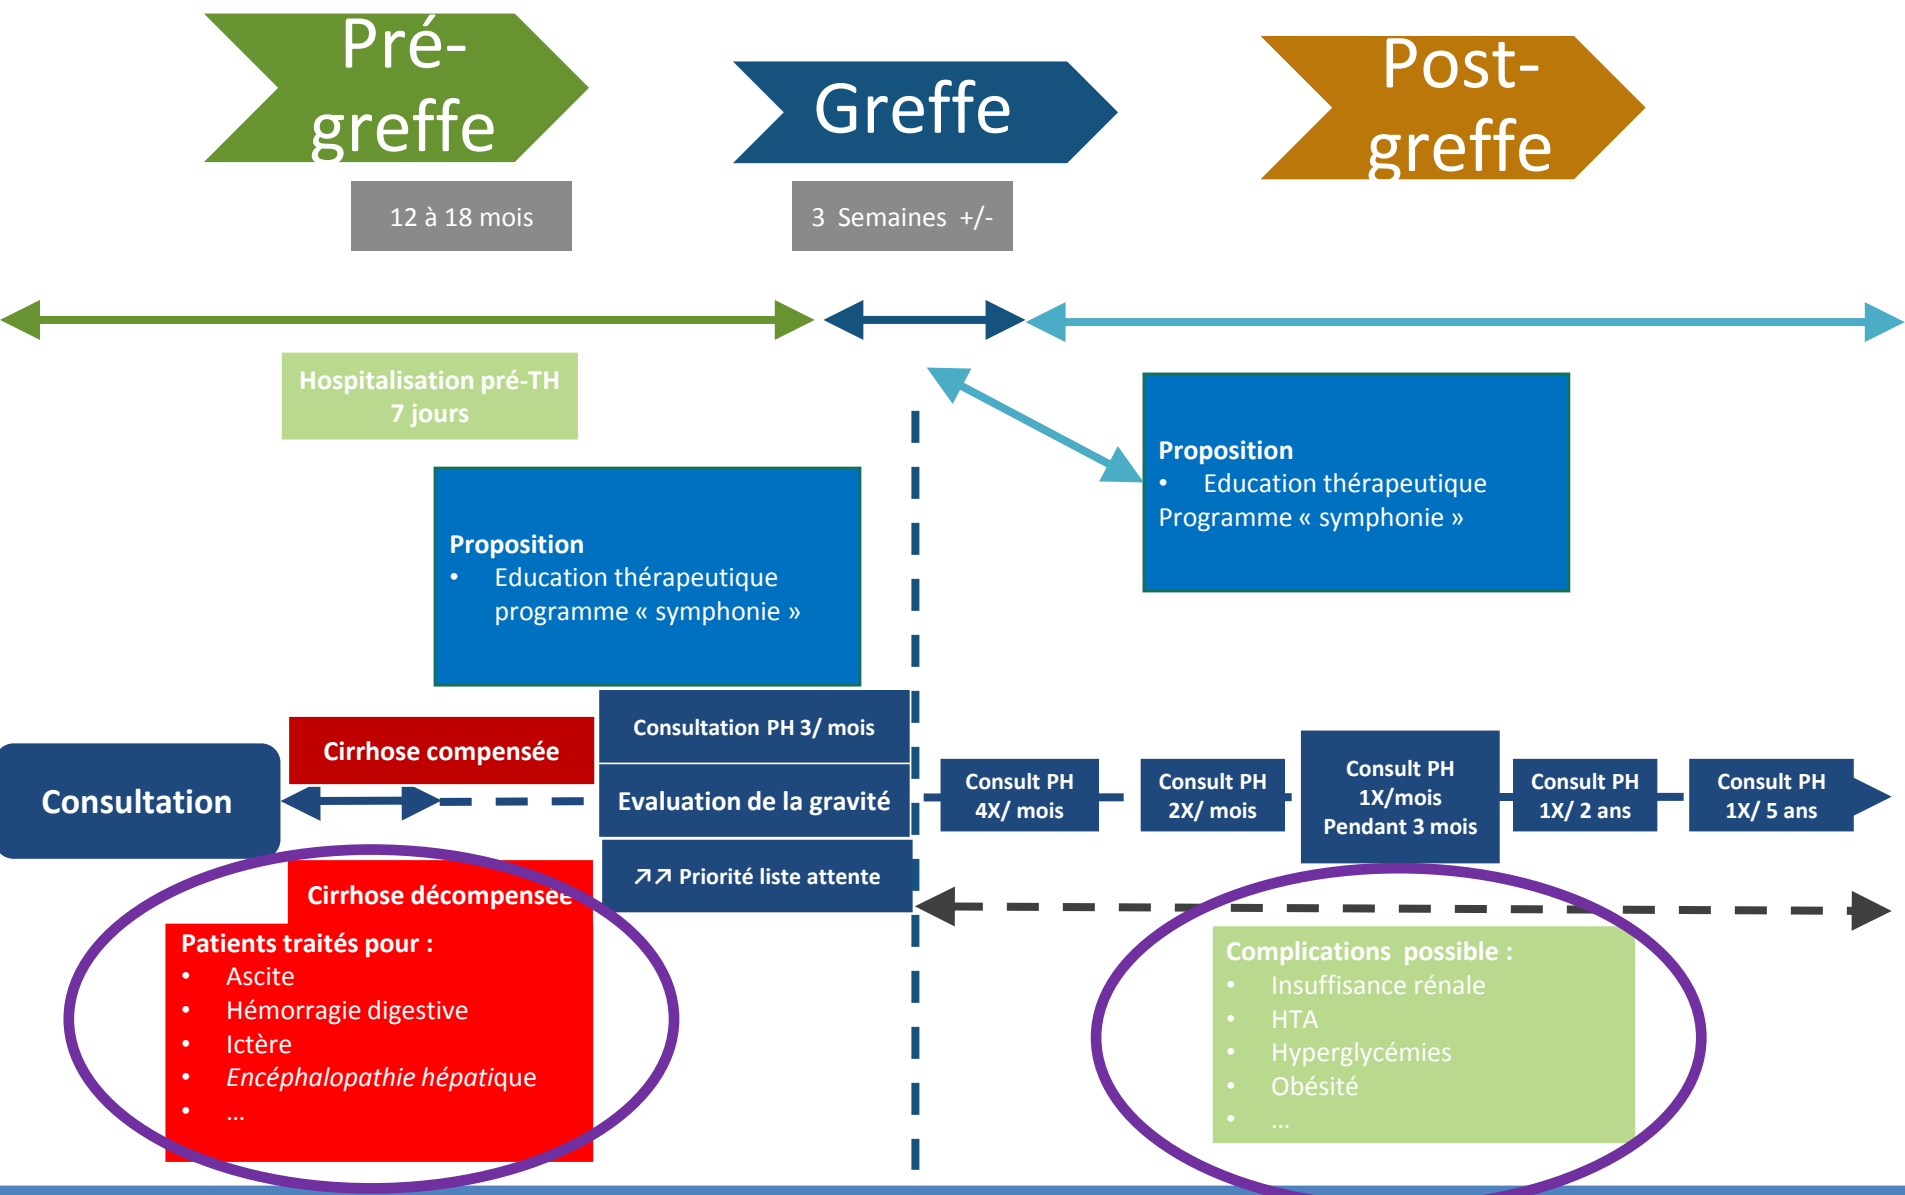 Pré-
greffe
Greffe
Post-
greffe
12 à 18 mois
3 Semaines +/-
Hospitalisation pré-TH
7 jours
Proposition
• Education thérapeutique
Programme « symphonie »
Proposition
• Education thérapeutique
programme « symphonie »
Consultation
Cirrhose compensée
Consultation PH 3/ mois
Evaluation de la gravité
↗↗ Priorité liste attente
Consult PH
4X/ mois
Consult PH
2X/ mois
Consult PH
1X/mois
Pendant 3 mois
Consult PH
1X/ 2 ans
Consult PH
1X/ 5 ans
Cirrhose décompensée
Patients traités pour :
• Ascite
• Hémorragie digestive
• Ictère
• Encéphalopathie hépatique
• ...
Complications possible :
• Insuffisance rénale
• HTA
• Hyperglycémies
• Obésité
• ...